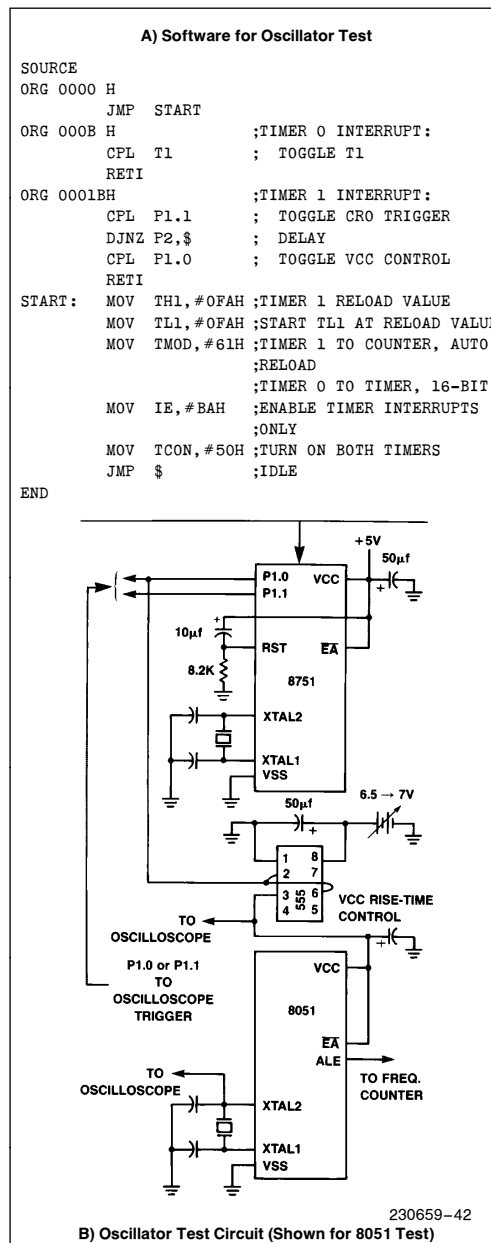 A) Software for Oscillator Test
SOURCE
ORG 0000 H
JMP START
ORG 000B H ;TIMER 0 INTERRUPT:
CPL T1 ; TOGGLE T1
RETI
ORG 0001BH ;TIMER 1 INTERRUPT:
CPL P1.1 ; TOGGLE CRO TRIGGER
DJNZ P2,$ ; DELAY
CPL P1.0 ; TOGGLE VCC CONTROL
RETI
START: MOV TH1,#0FAH ;TIMER 1 RELOAD VALUE
MOV TL1,#0FAH ;START TL1 AT RELOAD VALUE
MOV TMOD,#61H ;TIMER 1 TO COUNTER, AUTO
;RELOAD
;TIMER 0 TO TIMER, 16-BIT
MOV IE,#BAH ;ENABLE TIMER INTERRUPTS
;ONLY
MOV TCON,#50H ;TURN ON BOTH TIMERS
JMP $ ;IDLE
END
+5V
50μf
+
P1.0 VCC
P1.1
+
10μf
RST EA
8.2K
8751
XTAL2
XTAL1
VSS
50μf
+
6.5 → 7V
1 8
2 7
3 6
4 5
555
VCC RISE-TIME
CONTROL
TO
OSCILLOSCOPE
+
P1.0 or P1.1
TO
OSCILLOSCOPE
TRIGGER
VCC
8051
EA
ALE
TO FREQ.
COUNTER
TO
OSCILLOSCOPE
XTAL2
XTAL1
VSS
230659–42
B) Oscillator Test Circuit (Shown for 8051 Test)